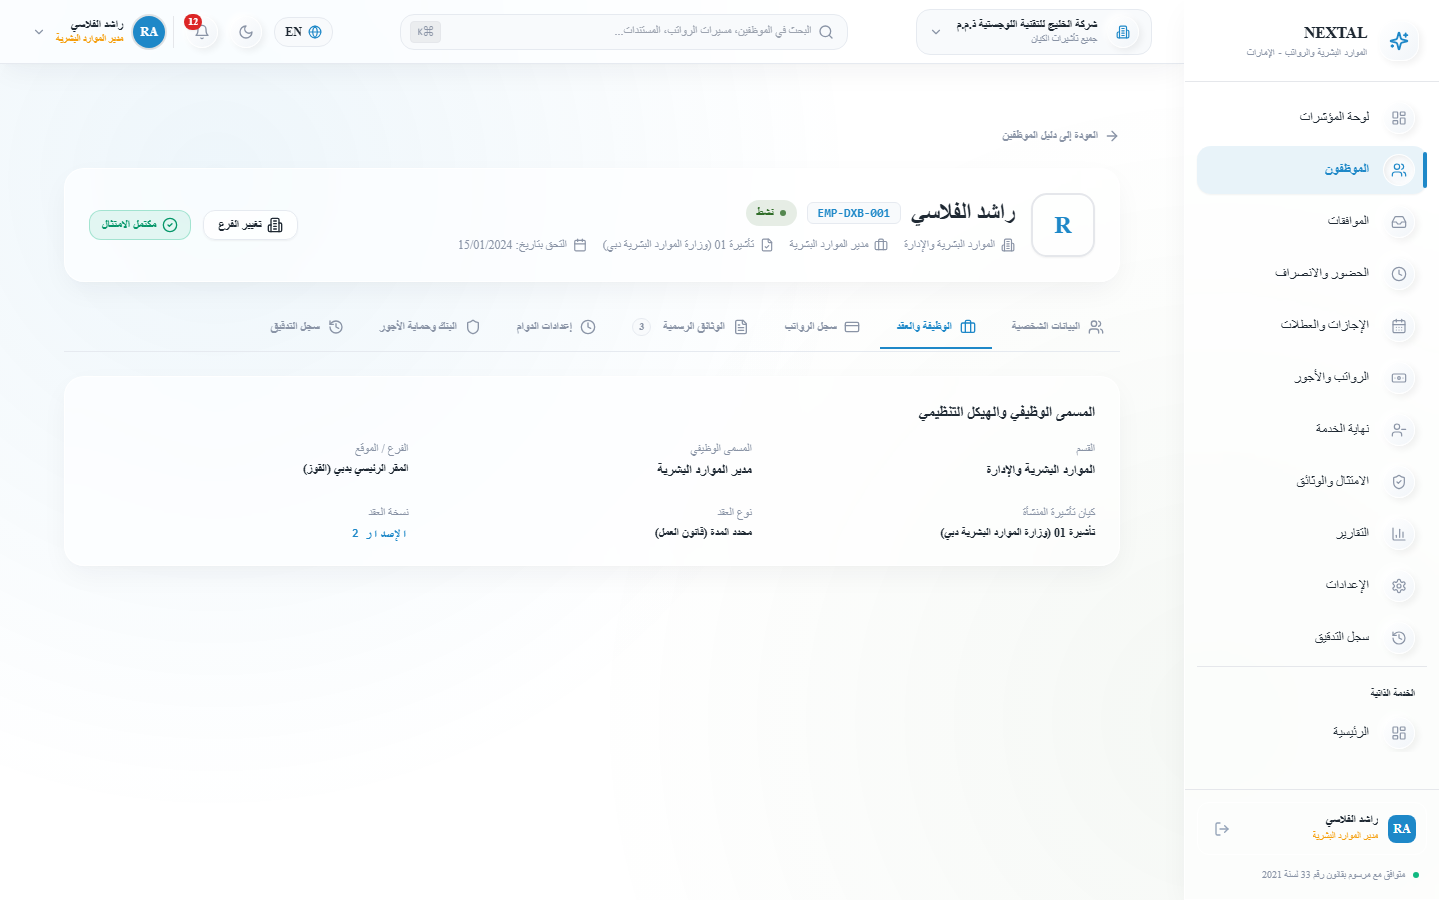 NEXTAL
الموارد البشرية والرواتب - الإمارات
لوحة المؤشرات
الموظفون
الموافقات
الحضور والانصراف
الإجازات والعطلات
الرواتب والأجور
نهاية الخدمة
الامتثال والوثائق
التقارير
الإعدادات
سجل التدقيق
الخدمة الذاتية
الرئيسية
RA
راشد الفلاسي
مدير الموارد البشرية
متوافق مع مرسوم بقانون رقم 33 لسنة 2021
شركة الخليج للتقنية اللوجستية ذ.م.م
جميع تأشيرات الكيان
البحث في الموظفين، مسيرات الرواتب، المستندات...
⌘K
EN
12
RA
راشد الفلاسي
مدير الموارد البشرية
العودة إلى دليل الموظفين
R
راشد الفلاسي
EMP-DXB-001
نشط
الموارد البشرية والإدارة
مدير الموارد البشرية
تأشيرة 01 (وزارة الموارد البشرية دبي)
التحق بتاريخ: 15/01/2024
تغيير الفرع
مكتمل الامتثال
البيانات الشخصية
الوظيفة والعقد
سجل الرواتب
الوثائق الرسمية 3
إعدادات الدوام
البنك وحماية الأجور
سجل التدقيق
المسمى الوظيفي والهيكل التنظيمي
القسم
الموارد البشرية والإدارة
المسمى الوظيفي
مدير الموارد البشرية
الفرع / الموقع
المقر الرئيسي بدبي (القوز)
كيان تأشيرة المنشأة
تأشيرة 01 (وزارة الموارد البشرية دبي)
نوع العقد
محدد المدة (قانون العمل)
نسخة العقد
الإصدار 2